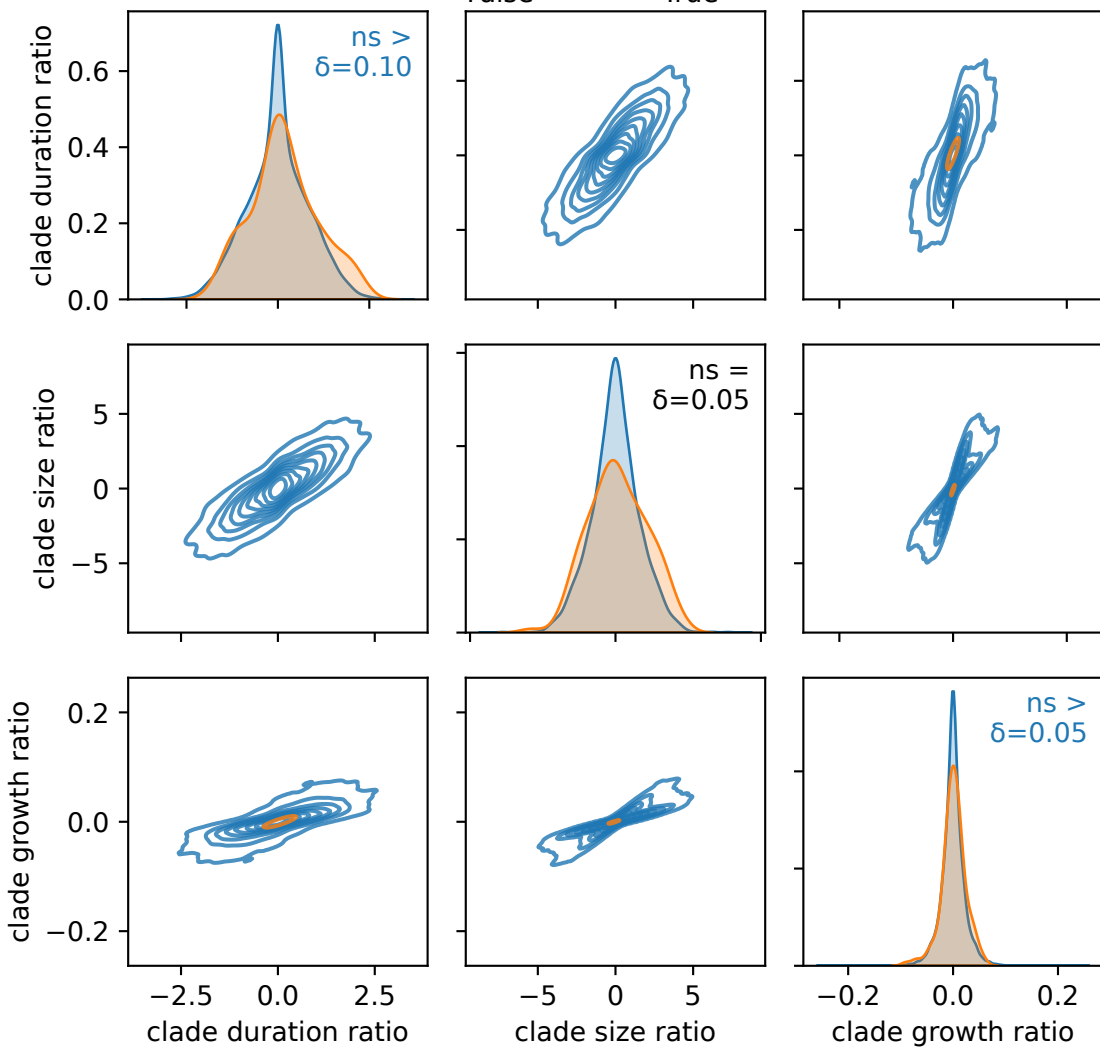 clade duration ratio
0.6
0.4
0.2
0.0
ns >
δ=0.10
clade size ratio
5
0
−5
ns =
δ=0.05
clade growth ratio
0.2
0.0
−0.2
ns >
δ=0.05
−2.5 0.0 2.5
−5 0 5
−0.2 0.0 0.2
clade duration ratio
clade size ratio
clade growth ratio